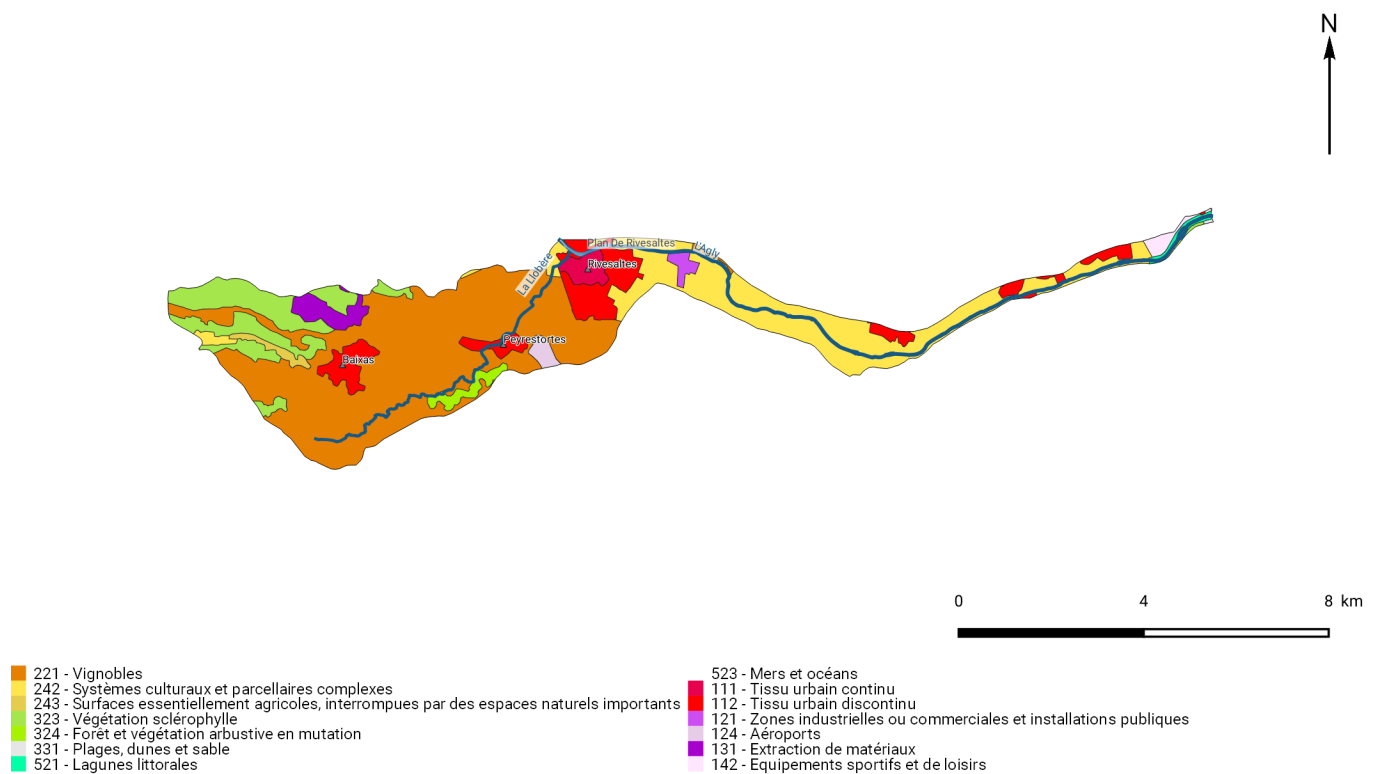 N
Plan De Rivesaltes
L'Agly
La Llobère
Rivesaltes
Peyrestortes
Baixas
0 4 8 km
221 - Vignobles
242 - Systèmes culturaux et parcellaires complexes
243 - Surfaces essentiellement agricoles, interrompues par des espaces naturels importants
323 - Végétation sclérophylle
324 - Forêt et végétation arbustive en mutation
331 - Plages, dunes et sable
521 - Lagunes littorales
523 - Mers et océans
111 - Tissu urbain continu
112 - Tissu urbain discontinu
121 - Zones industrielles ou commerciales et installations publiques
124 - Aéroports
131 - Extraction de matériaux
142 - Equipements sportifs et de loisirs